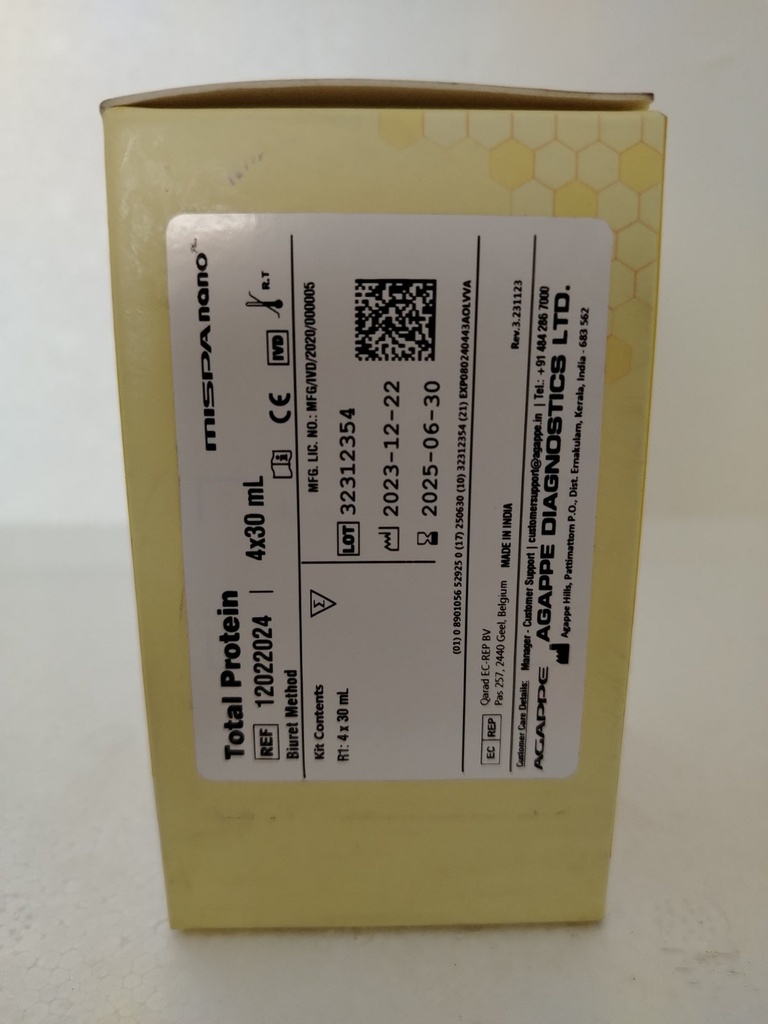 Total Protein
mispa nano
REF 12022024 | 4x30 mL
CE IVD R.T
Biuret Method
Kit Contents
R1: 4 x 30 mL
Σ
MFG. LIC. NO.: MFG/IVD/2020/000005
LOT 32312354
2023-12-22
2025-06-30
(01) 0 8901056 52925 0 (17) 250630 (10) 32312354 (21) EXP080240443AOLVVA
EC REP Qarad EC-REP BV
Pas 257, 2440 Geel, Belgium MADE IN INDIA
Rev.3.231123
Customer Care Details: Manager - Customer Support | customersupport@agappe.in | Tel.: +91 484 286 7000
AGAPPE AGAPPE DIAGNOSTICS LTD.
Agappe Hills, Pattimattom P.O., Dist. Ernakulam, Kerala, India - 683 562